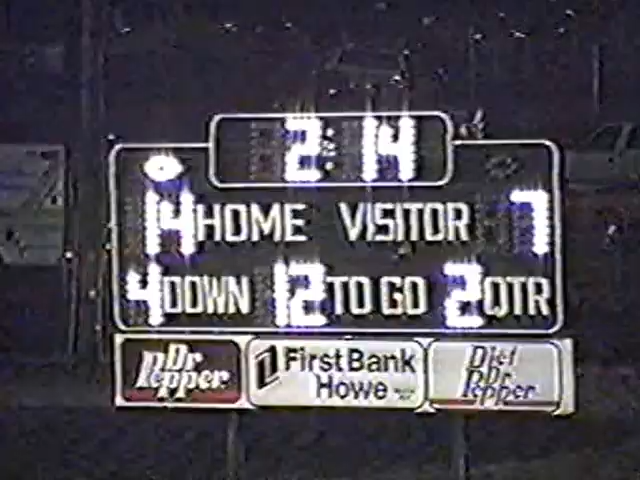 2:14
14 HOME VISITOR 7
4 DOWN 12 TO GO 2 QTR
Dr Pepper
First Bank
Howe
Diet Dr Pepper